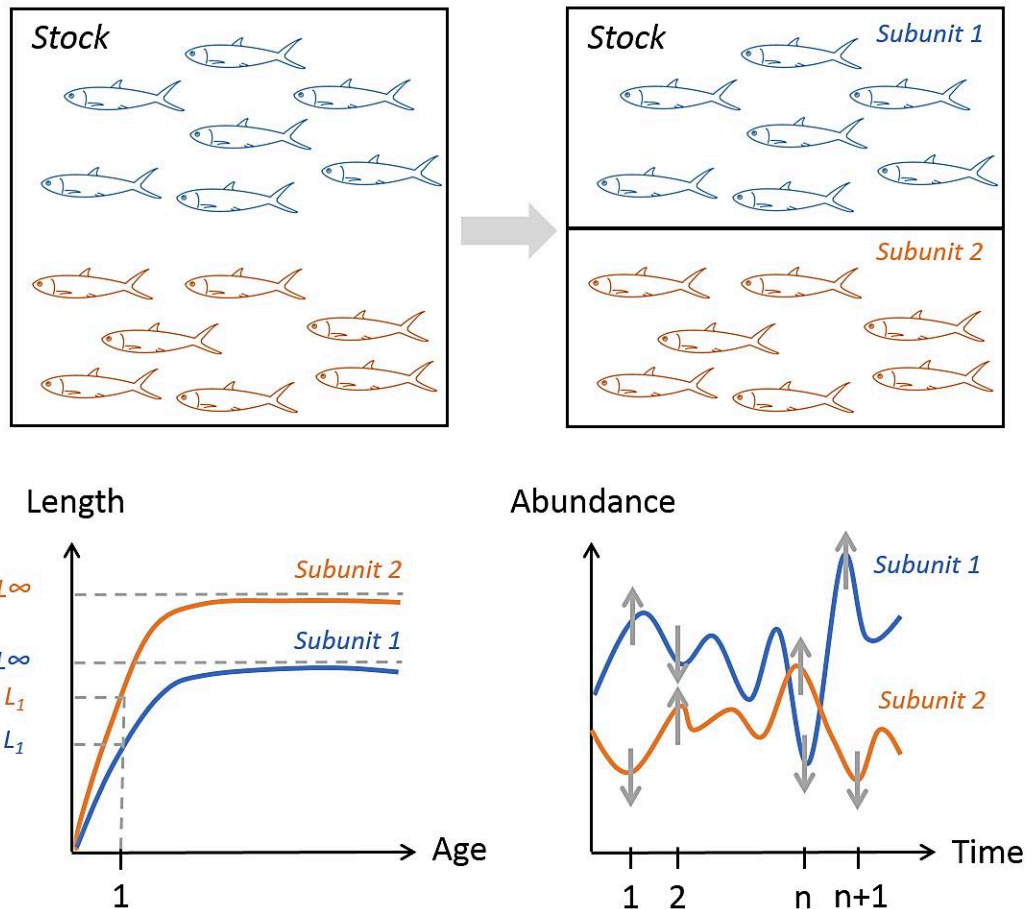 Stock
Stock
Subunit 1
Subunit 2
Length
L∞
L∞
L₁
L₁
Subunit 2
Subunit 1
Age
1
Abundance
Subunit 1
Subunit 2
Time
1 2 n n+1